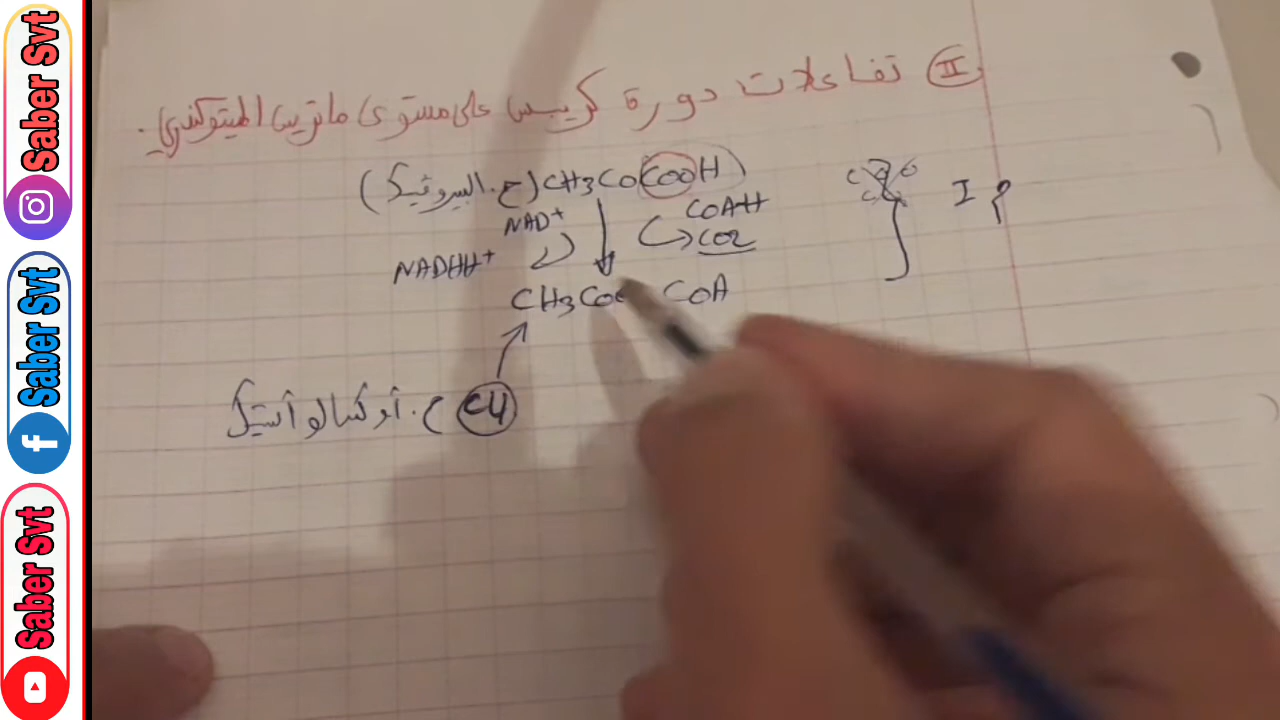 II تفاعلات دورة كريبس على مستوى ماتريس الميتوكندري.
CH3COCOOH (ح. البيروفيك)
I م
NAD+
COAH
NADHH+
CO2
CH3CO COA
C4 ح. أوكسالو أستيك
Saber Svt
Saber Svt
Saber Svt